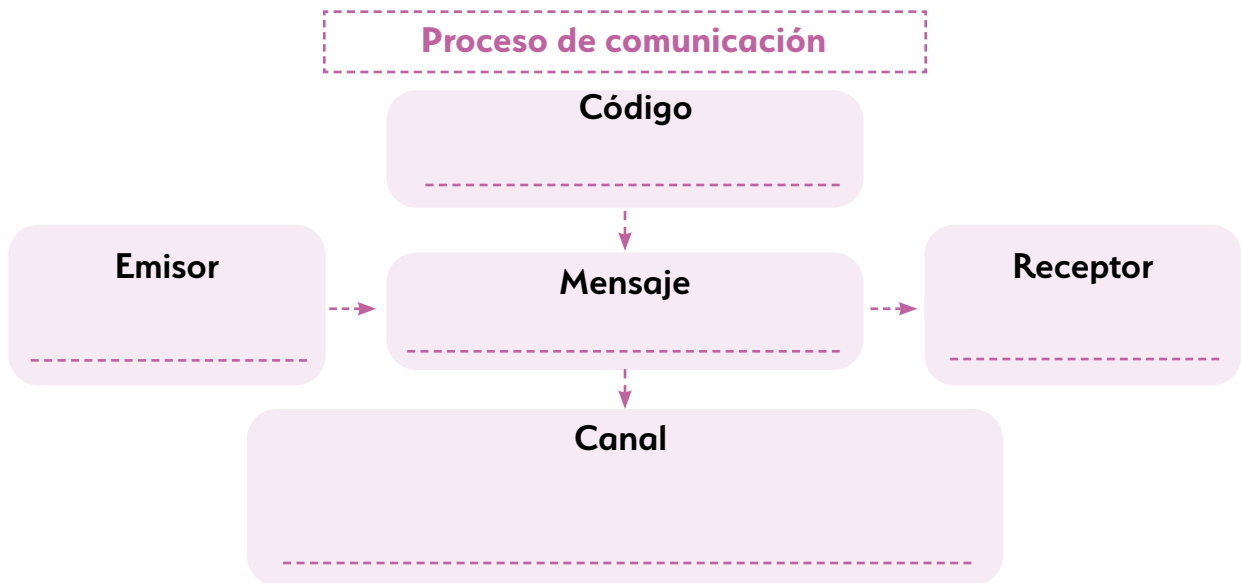 Proceso de comunicación
Código
Emisor
Mensaje
Receptor
Canal